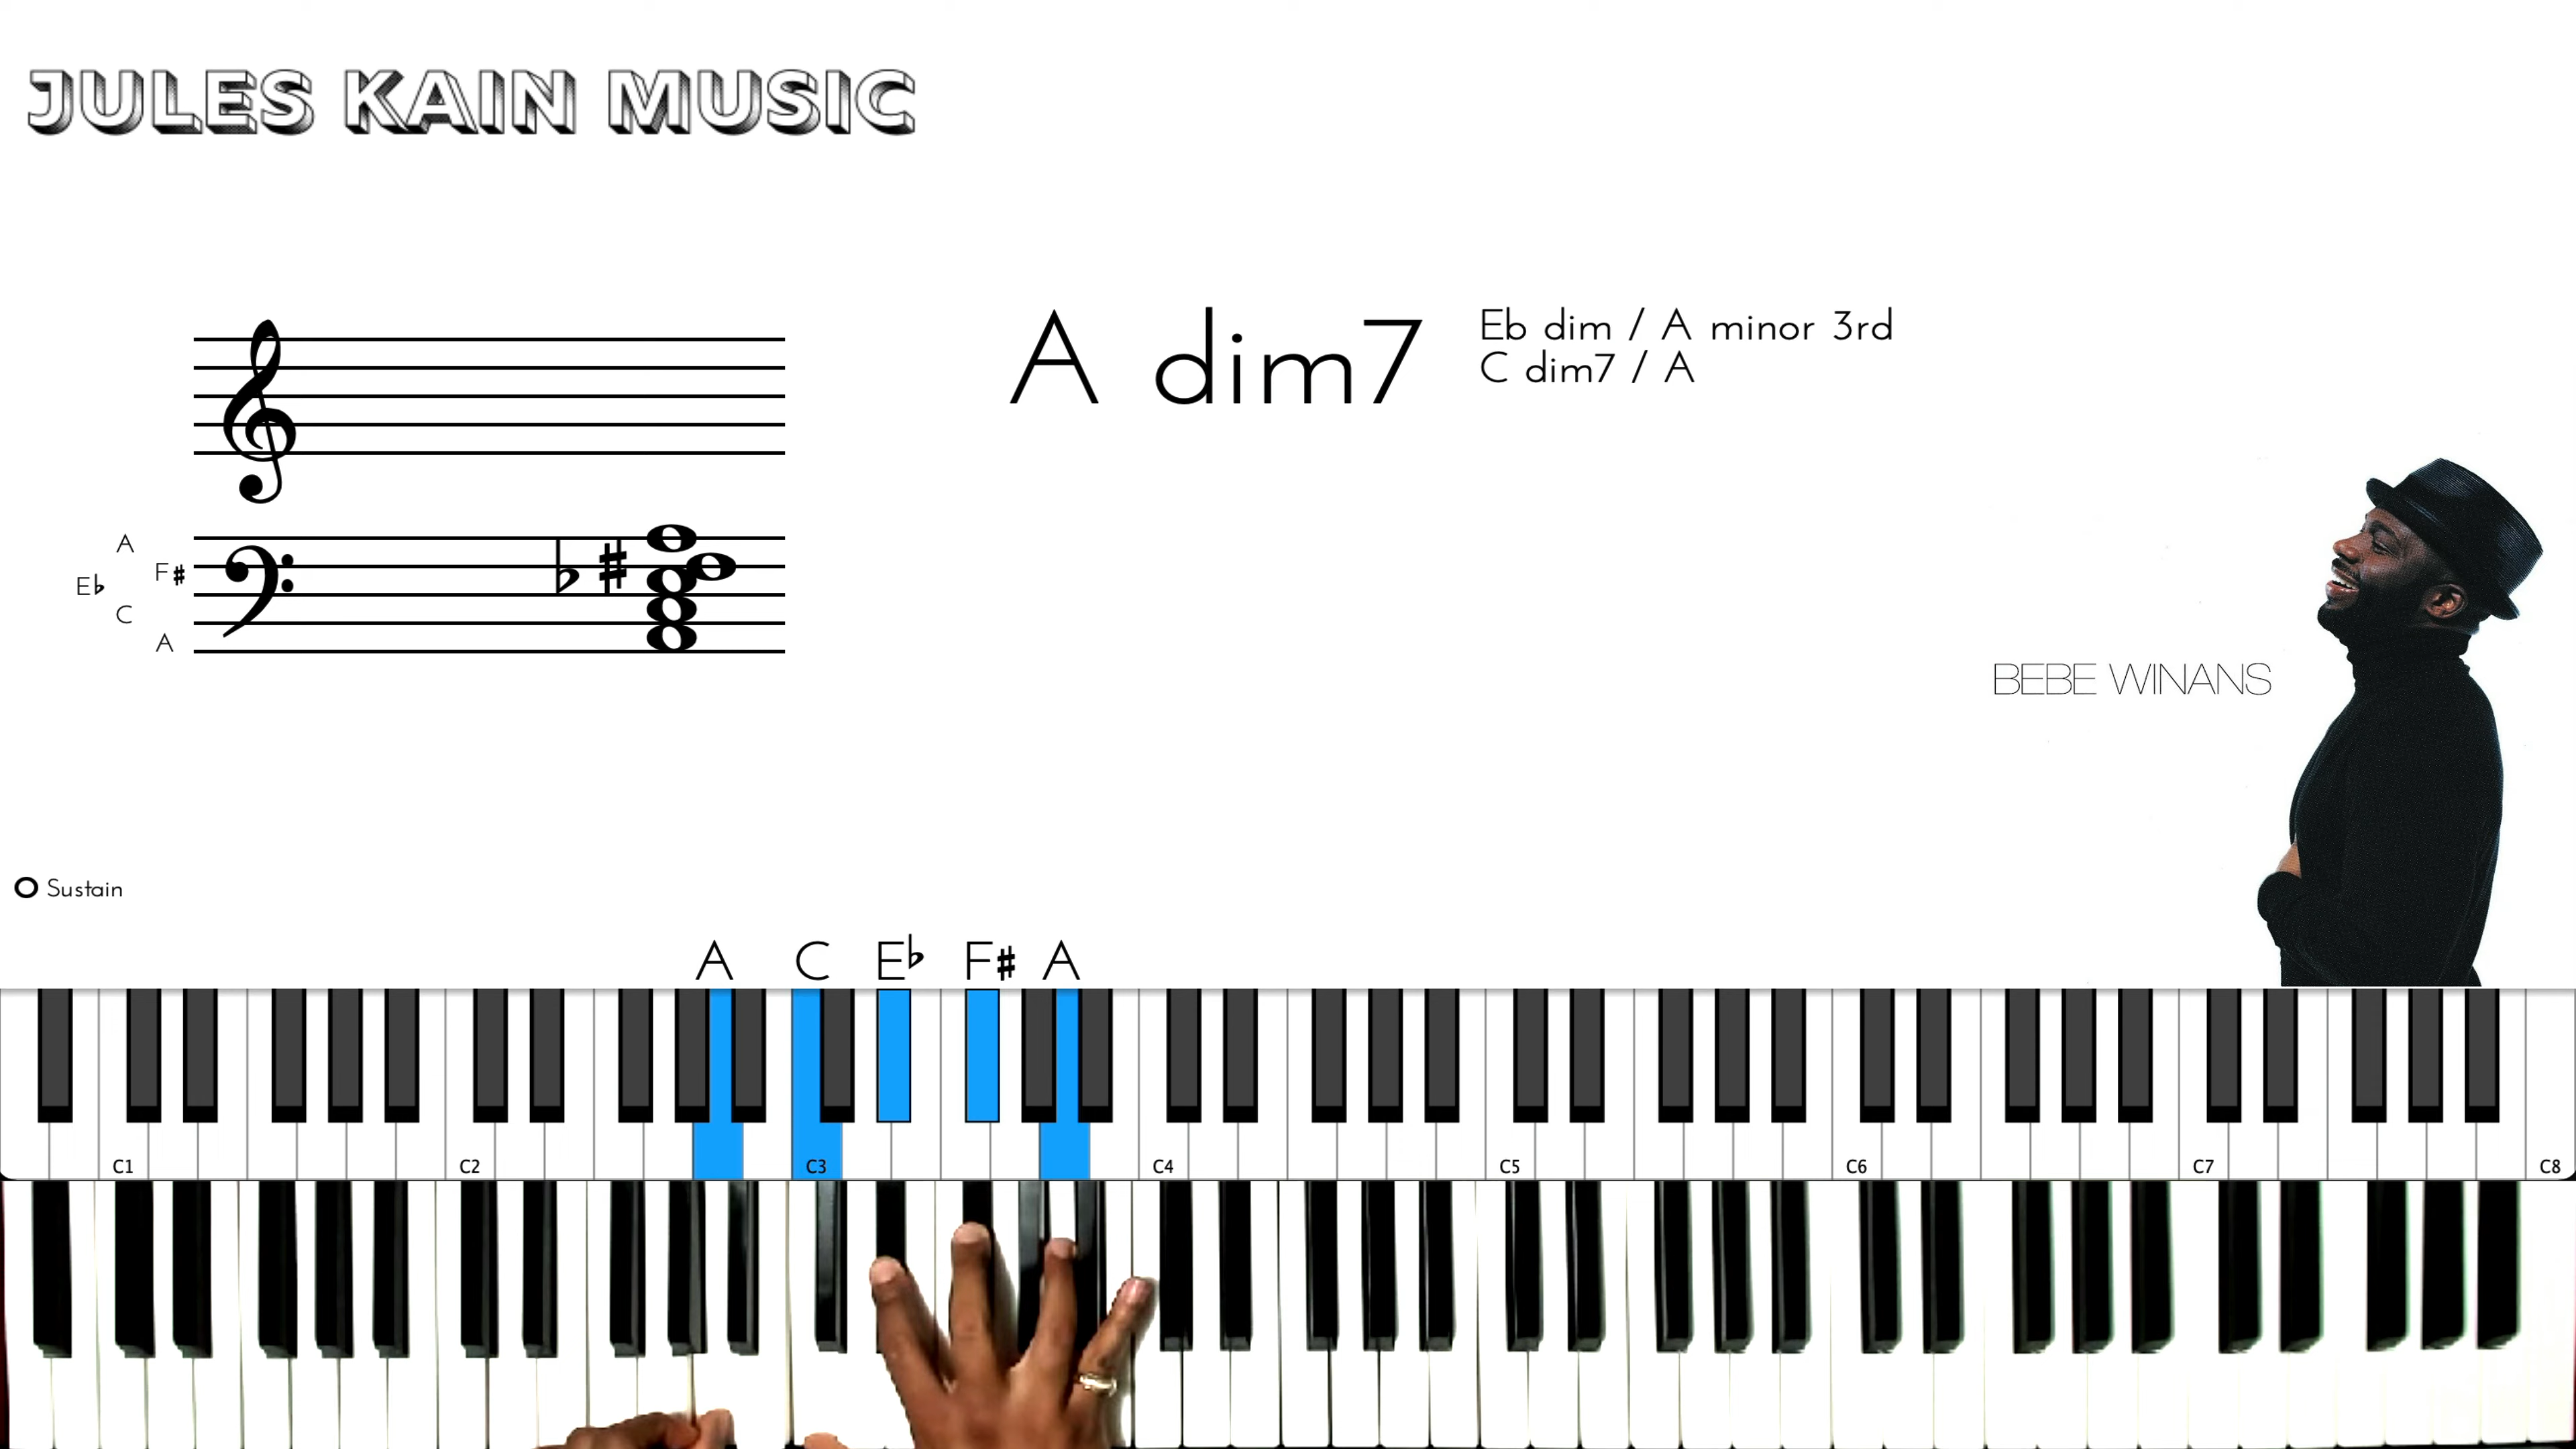 JULES KAIN MUSIC
A dim7
Eb dim / A minor 3rd
C dim7 / A
A
F♯
E♭
C
A
BEBE WINANS
Sustain
A C E♭ F♯ A
C1 C2 C3 C4 C5 C6 C7 C8